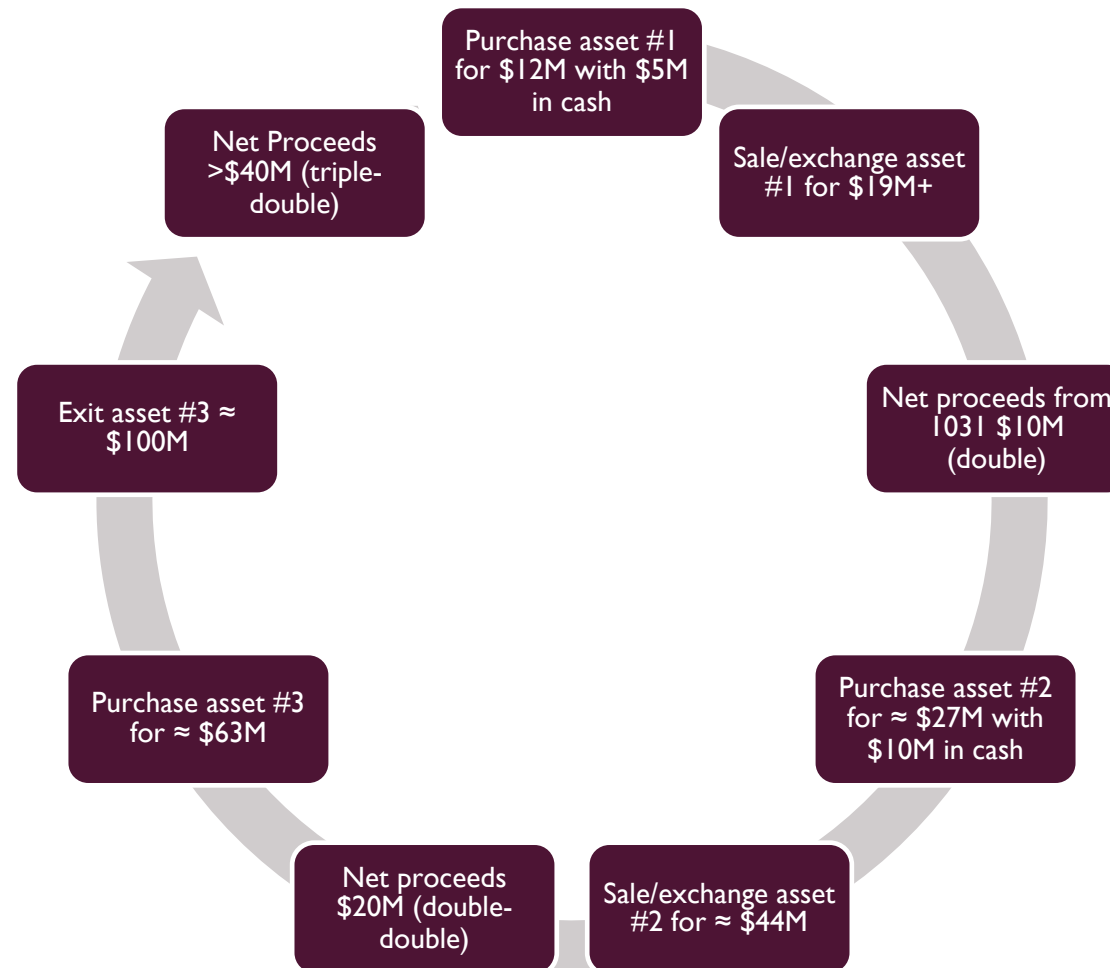 Purchase asset #1
for $12M with $5M
in cash
Sale/exchange asset
#1 for $19M+
Net proceeds from
1031 $10M
(double)
Purchase asset #2
for ≈ $27M with
$10M in cash
Sale/exchange asset
#2 for ≈ $44M
Net proceeds
$20M (double-
double)
Purchase asset #3
for ≈ $63M
Exit asset #3 ≈
$100M
Net Proceeds
>$40M (triple-
double)